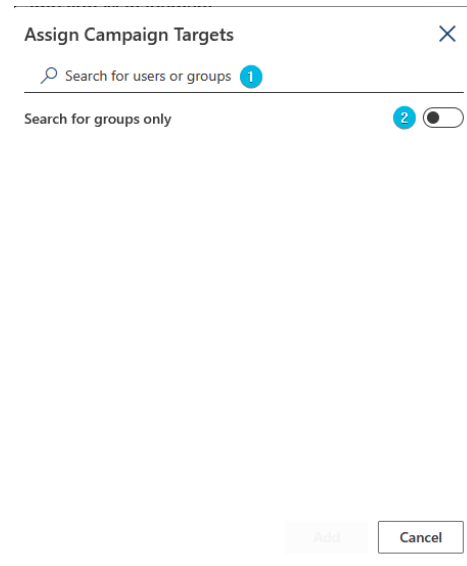 Assign Campaign Targets
Search for users or groups 1
Search for groups only 2
Add Cancel